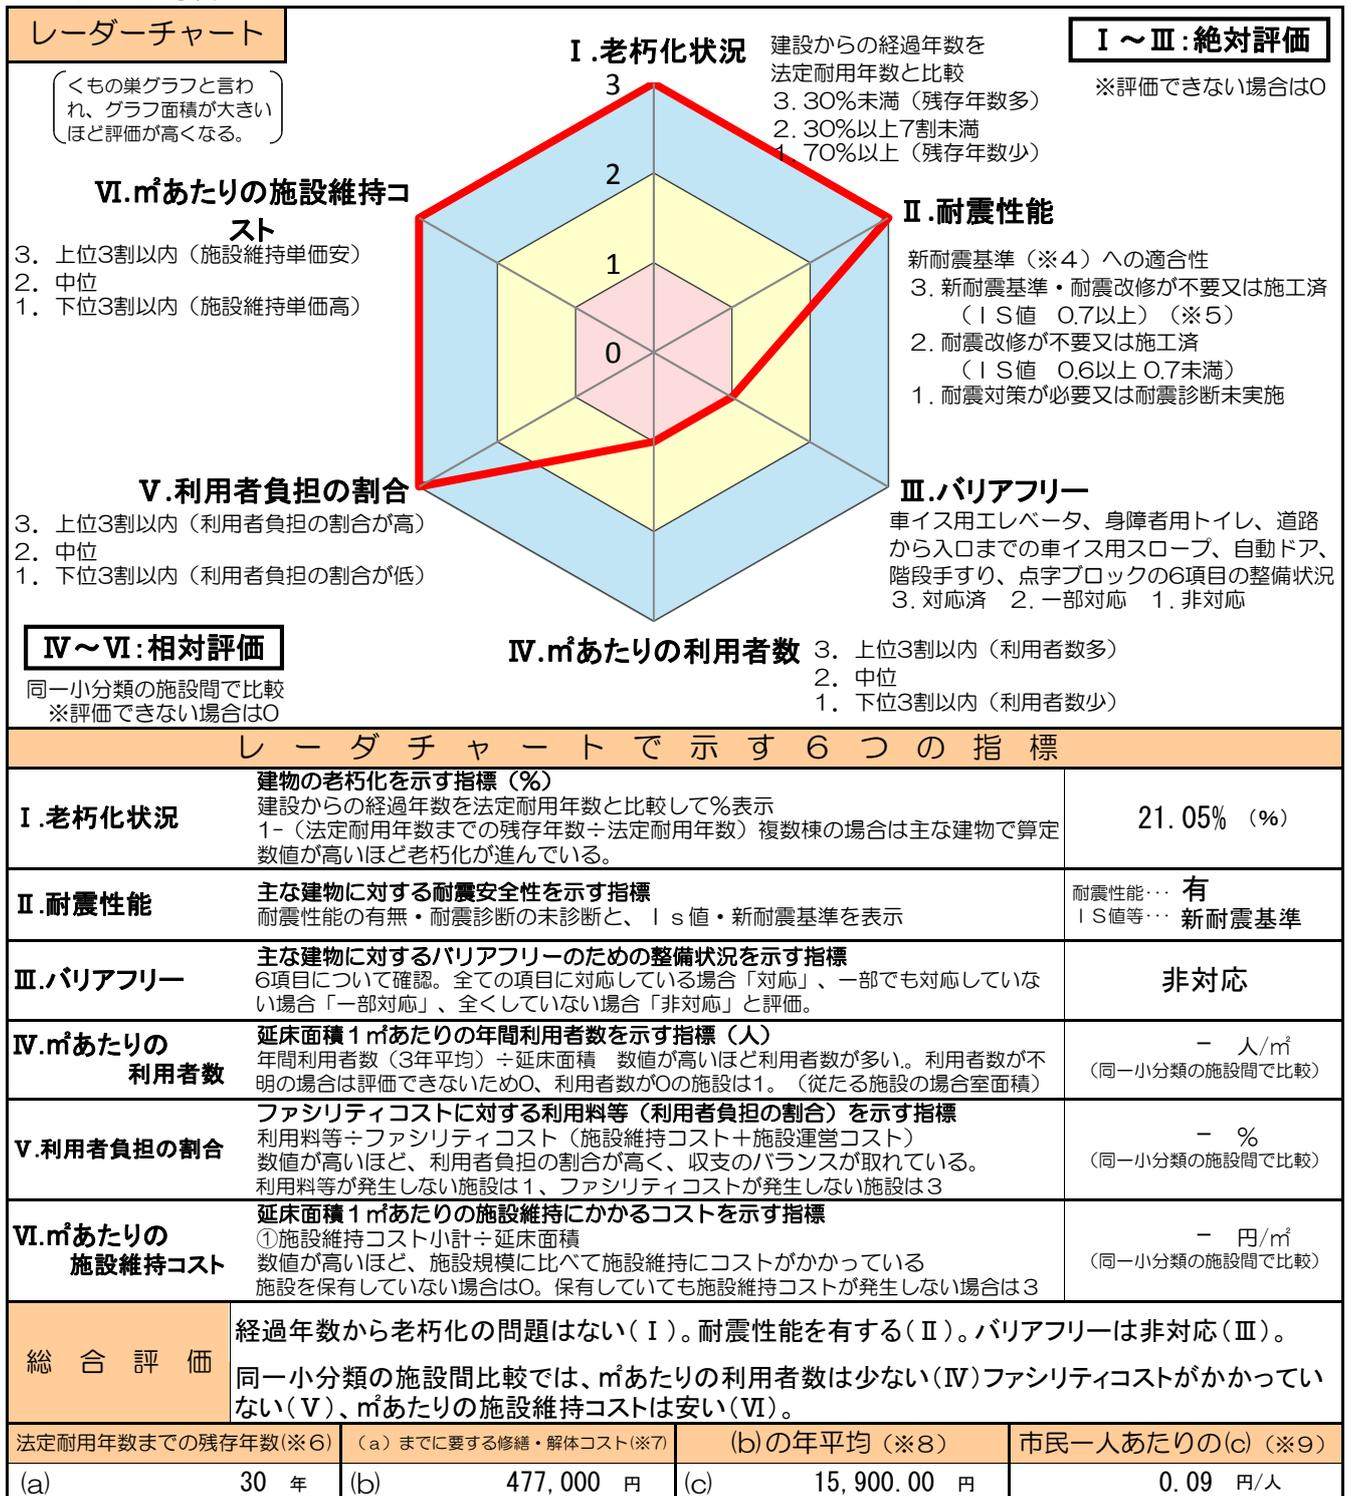 レーダーチャート
くもの巣グラフと言わ
れ、グラフ面積が大きい
ほど評価が高くなる。
Ⅰ.老朽化状況
建設からの経過年数を
法定耐用年数と比較
3. 30%未満（残存年数多）
2. 30%以上7割未満
1. 70%以上（残存年数少）
Ⅰ～Ⅲ:絶対評価
※評価できない場合は0
3
2
1
0
Ⅵ.㎡あたりの施設維持コ
スト
3. 上位3割以内（施設維持単価安）
2. 中位
1. 下位3割以内（施設維持単価高）
Ⅱ.耐震性能
新耐震基準（※4）への適合性
3. 新耐震基準・耐震改修が不要又は施工済
（ＩＳ値　0.7以上）（※5）
2. 耐震改修が不要又は施工済
（ＩＳ値　0.6以上 0.7未満）
1. 耐震対策が必要又は耐震診断未実施
Ⅴ.利用者負担の割合
3. 上位3割以内（利用者負担の割合が高）
2. 中位
1. 下位3割以内（利用者負担の割合が低）
Ⅲ.バリアフリー
車イス用エレベータ、身障者用トイレ、道路
から入口までの車イス用スロープ、自動ドア、
階段手すり、点字ブロックの6項目の整備状況
3. 対応済　2. 一部対応　1. 非対応
Ⅳ～Ⅵ:相対評価
同一小分類の施設間で比較
※評価できない場合は0
Ⅳ.㎡あたりの利用者数
3. 上位3割以内（利用者数多）
2. 中位
1. 下位3割以内（利用者数少）
レーダチャートで示す6つの指標
Ⅰ.老朽化状況
建物の老朽化を示す指標（%）
建設からの経過年数を法定耐用年数と比較して%表示
1-（法定耐用年数までの残存年数÷法定耐用年数）複数棟の場合は主な建物で算定
数値が高いほど老朽化が進んでいる。
21.05%（%）
Ⅱ.耐震性能
主な建物に対する耐震安全性を示す指標
耐震性能の有無・耐震診断の未診断と、Ｉｓ値・新耐震基準を表示
耐震性能･･･ 有
ＩＳ値等･･･ 新耐震基準
Ⅲ.バリアフリー
主な建物に対するバリアフリーのための整備状況を示す指標
6項目について確認。全ての項目に対応している場合「対応」、一部でも対応していな
い場合「一部対応」、全くしていない場合「非対応」と評価。
非対応
Ⅳ.㎡あたりの
利用者数
延床面積１㎡あたりの年間利用者数を示す指標（人）
年間利用者数（3年平均）÷延床面積　数値が高いほど利用者数が多い。利用者数が不
明の場合は評価できないため0、利用者数が0の施設は1。（従たる施設の場合室面積）
－　人/㎡
（同一小分類の施設間で比較）
Ⅴ.利用者負担の割合
ファシリティコストに対する利用料等（利用者負担の割合）を示す指標
利用料等÷ファシリティコスト（施設維持コスト＋施設運営コスト）
数値が高いほど、利用者負担の割合が高く、収支のバランスが取れている。
利用料等が発生しない施設は１、ファシリティコストが発生しない施設は３
－　%
（同一小分類の施設間で比較）
Ⅵ.㎡あたりの
施設維持コスト
延床面積１㎡あたりの施設維持にかかるコストを示す指標
①施設維持コスト小計÷延床面積
数値が高いほど、施設規模に比べて施設維持にコストがかかっている
施設を保有していない場合は0。保有していても施設維持コストが発生しない場合は３
－　円/㎡
（同一小分類の施設間で比較）
総合評価
経過年数から老朽化の問題はない(Ⅰ)。耐震性能を有する(Ⅱ)。バリアフリーは非対応(Ⅲ)。
同一小分類の施設間比較では、㎡あたりの利用者数は少ない(Ⅳ)ファシリティコストがかかってい
ない(Ⅴ)、㎡あたりの施設維持コストは安い(Ⅵ)。
法定耐用年数までの残存年数(※6)
（a）までに要する修繕・解体コスト(※7)
(b)の年平均（※8）
市民一人あたりの(c)（※9）
(a)　30 年
(b)　477,000 円
(c)　15,900.00 円
0.09 円/人